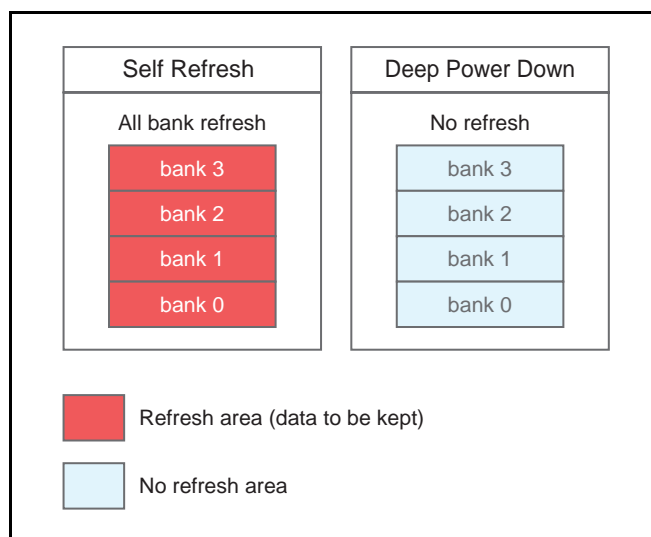 Self Refresh
All bank refresh
bank 3
bank 2
bank 1
bank 0
Deep Power Down
No refresh
bank 3
bank 2
bank 1
bank 0
Refresh area (data to be kept)
No refresh area